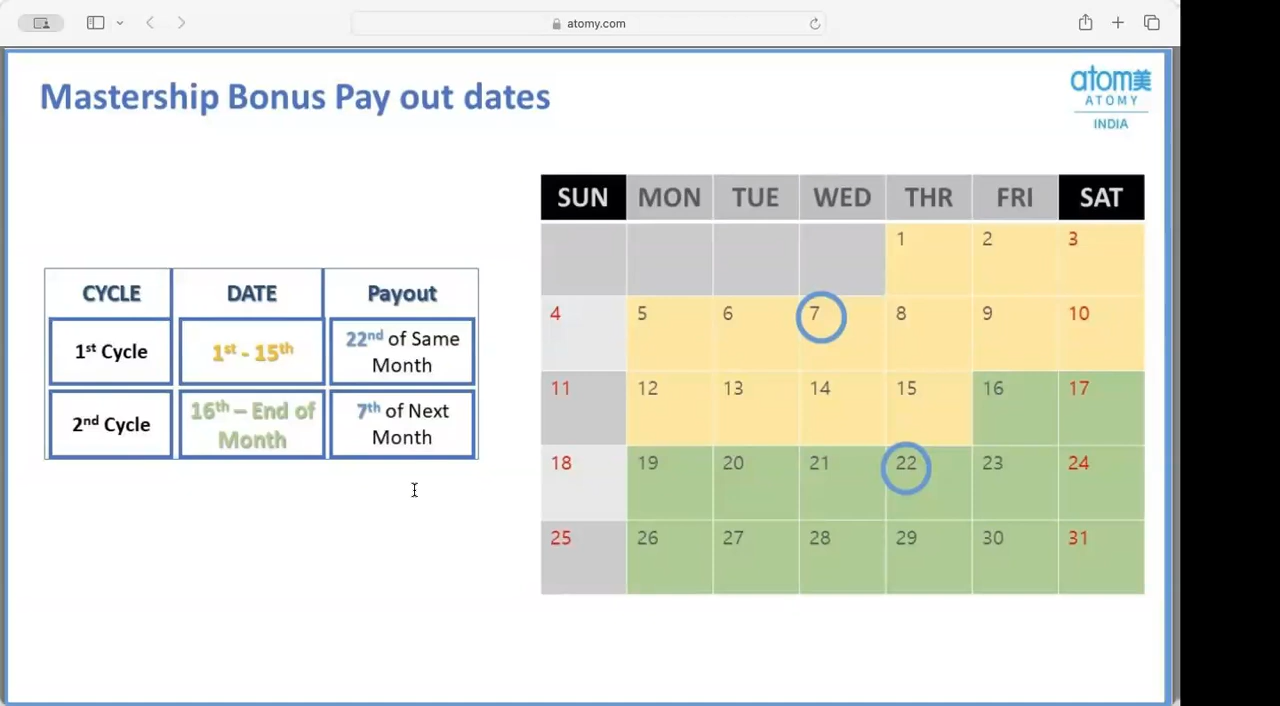 atomy.com
Mastership Bonus Pay out dates
atom美
ATOMY
INDIA
CYCLE DATE Payout
1st Cycle 1st - 15th 22nd of Same Month
2nd Cycle 16th – End of Month 7th of Next Month
SUN MON TUE WED THR FRI SAT
1 2 3
4 5 6 7 8 9 10
11 12 13 14 15 16 17
18 19 20 21 22 23 24
25 26 27 28 29 30 31